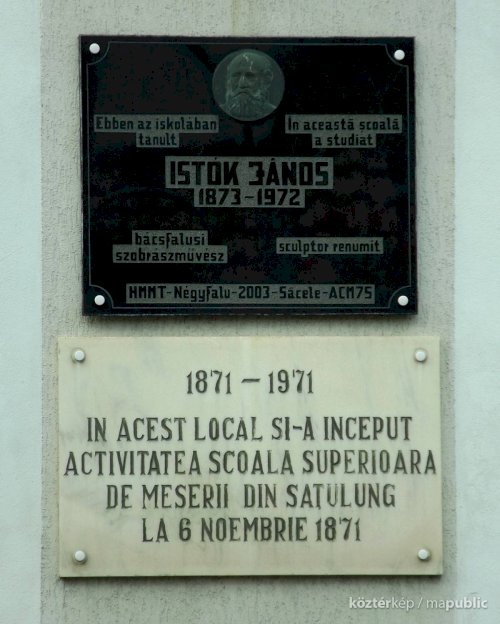 Ebben az iskolában
tanult
În această școală
a studiat
ISTÓK JÁNOS
1873-1972
bácsfalusi
szobrászművész
sculptor renumit
HMMT-Négyfalu-2003-Săcele-ACM7S
1871 - 1971
IN ACEST LOCAL SI-A INCEPUT
ACTIVITATEA SCOALA SUPERIOARA
DE MESERII DIN SATULUNG
LA 6 NOEMBRIE 1871
köztérkép / mapublic